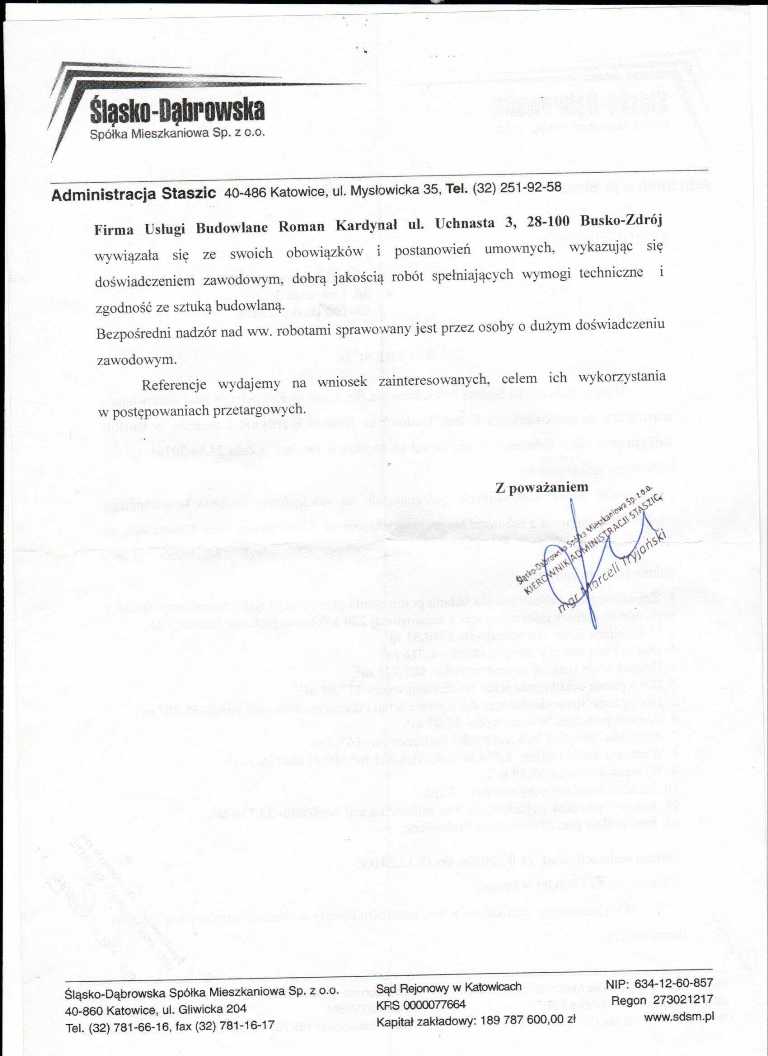 Śląsko-Dąbrowska
Spółka Mieszkaniowa Sp. z o.o.
Administracja Staszic 40-486 Katowice, ul. Mysłowicka 35, Tel. (32) 251-92-58
Firma Usługi Budowlane Roman Kardynał ul. Uchnasta 3, 28-100 Busko-Zdrój
wywiązała się ze swoich obowiązków i postanowień umownych, wykazując się
doświadczeniem zawodowym, dobrą jakością robót spełniających wymogi techniczne i
zgodność ze sztuką budowlaną.
Bezpośredni nadzór nad ww. robotami sprawowany jest przez osoby o dużym doświadczeniu
zawodowym.
Referencje wydajemy na wniosek zainteresowanych, celem ich wykorzystania
w postępowaniach przetargowych.
Z poważaniem
Śląsko-Dąbrowska Spółka Mieszkaniowa Sp. z o.o.
KIEROWNIK ADMINISTRACJI STASZIC
mgr Marceli Tryjański
Śląsko-Dąbrowska Spółka Mieszkaniowa Sp. z o.o.
40-860 Katowice, ul. Gliwicka 204
Tel. (32) 781-66-16, fax (32) 781-16-17
Sąd Rejonowy w Katowicach
KRS 0000077664
Kapitał zakładowy: 189 787 600,00 zł
NIP: 634-12-60-857
Regon 273021217
www.sdsm.pl